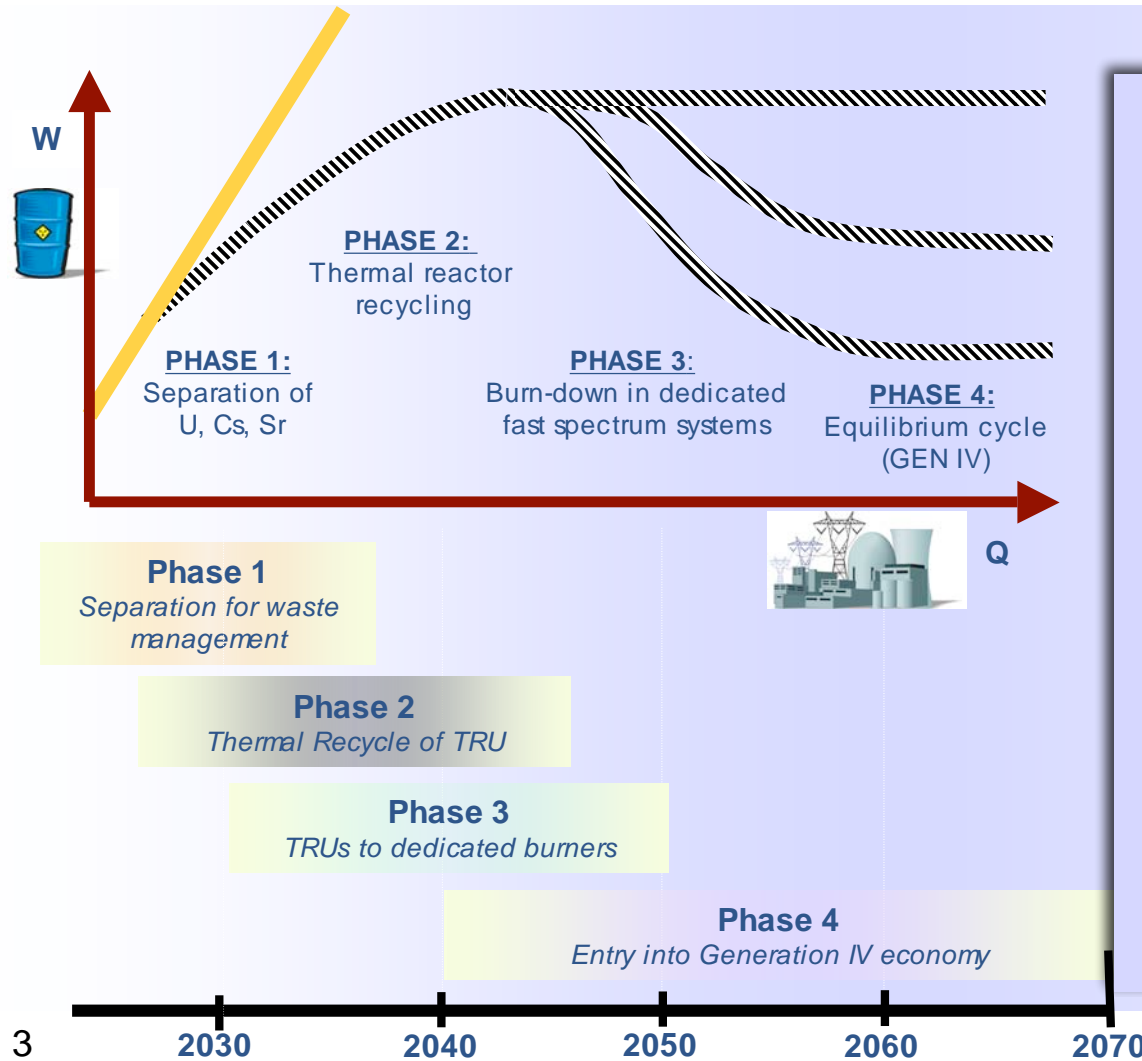 W
PHASE 2:
Thermal reactor
recycling
PHASE 1:
Separation of
U, Cs, Sr
PHASE 3:
Burn-down in dedicated
fast spectrum systems
PHASE 4:
Equilibrium cycle
(GEN IV)
Q
Phase 1
Separation for waste
management
Phase 2
Thermal Recycle of TRU
Phase 3
TRUs to dedicated burners
Phase 4
Entry into Generation IV economy
3
2030 2040 2050 2060 2070